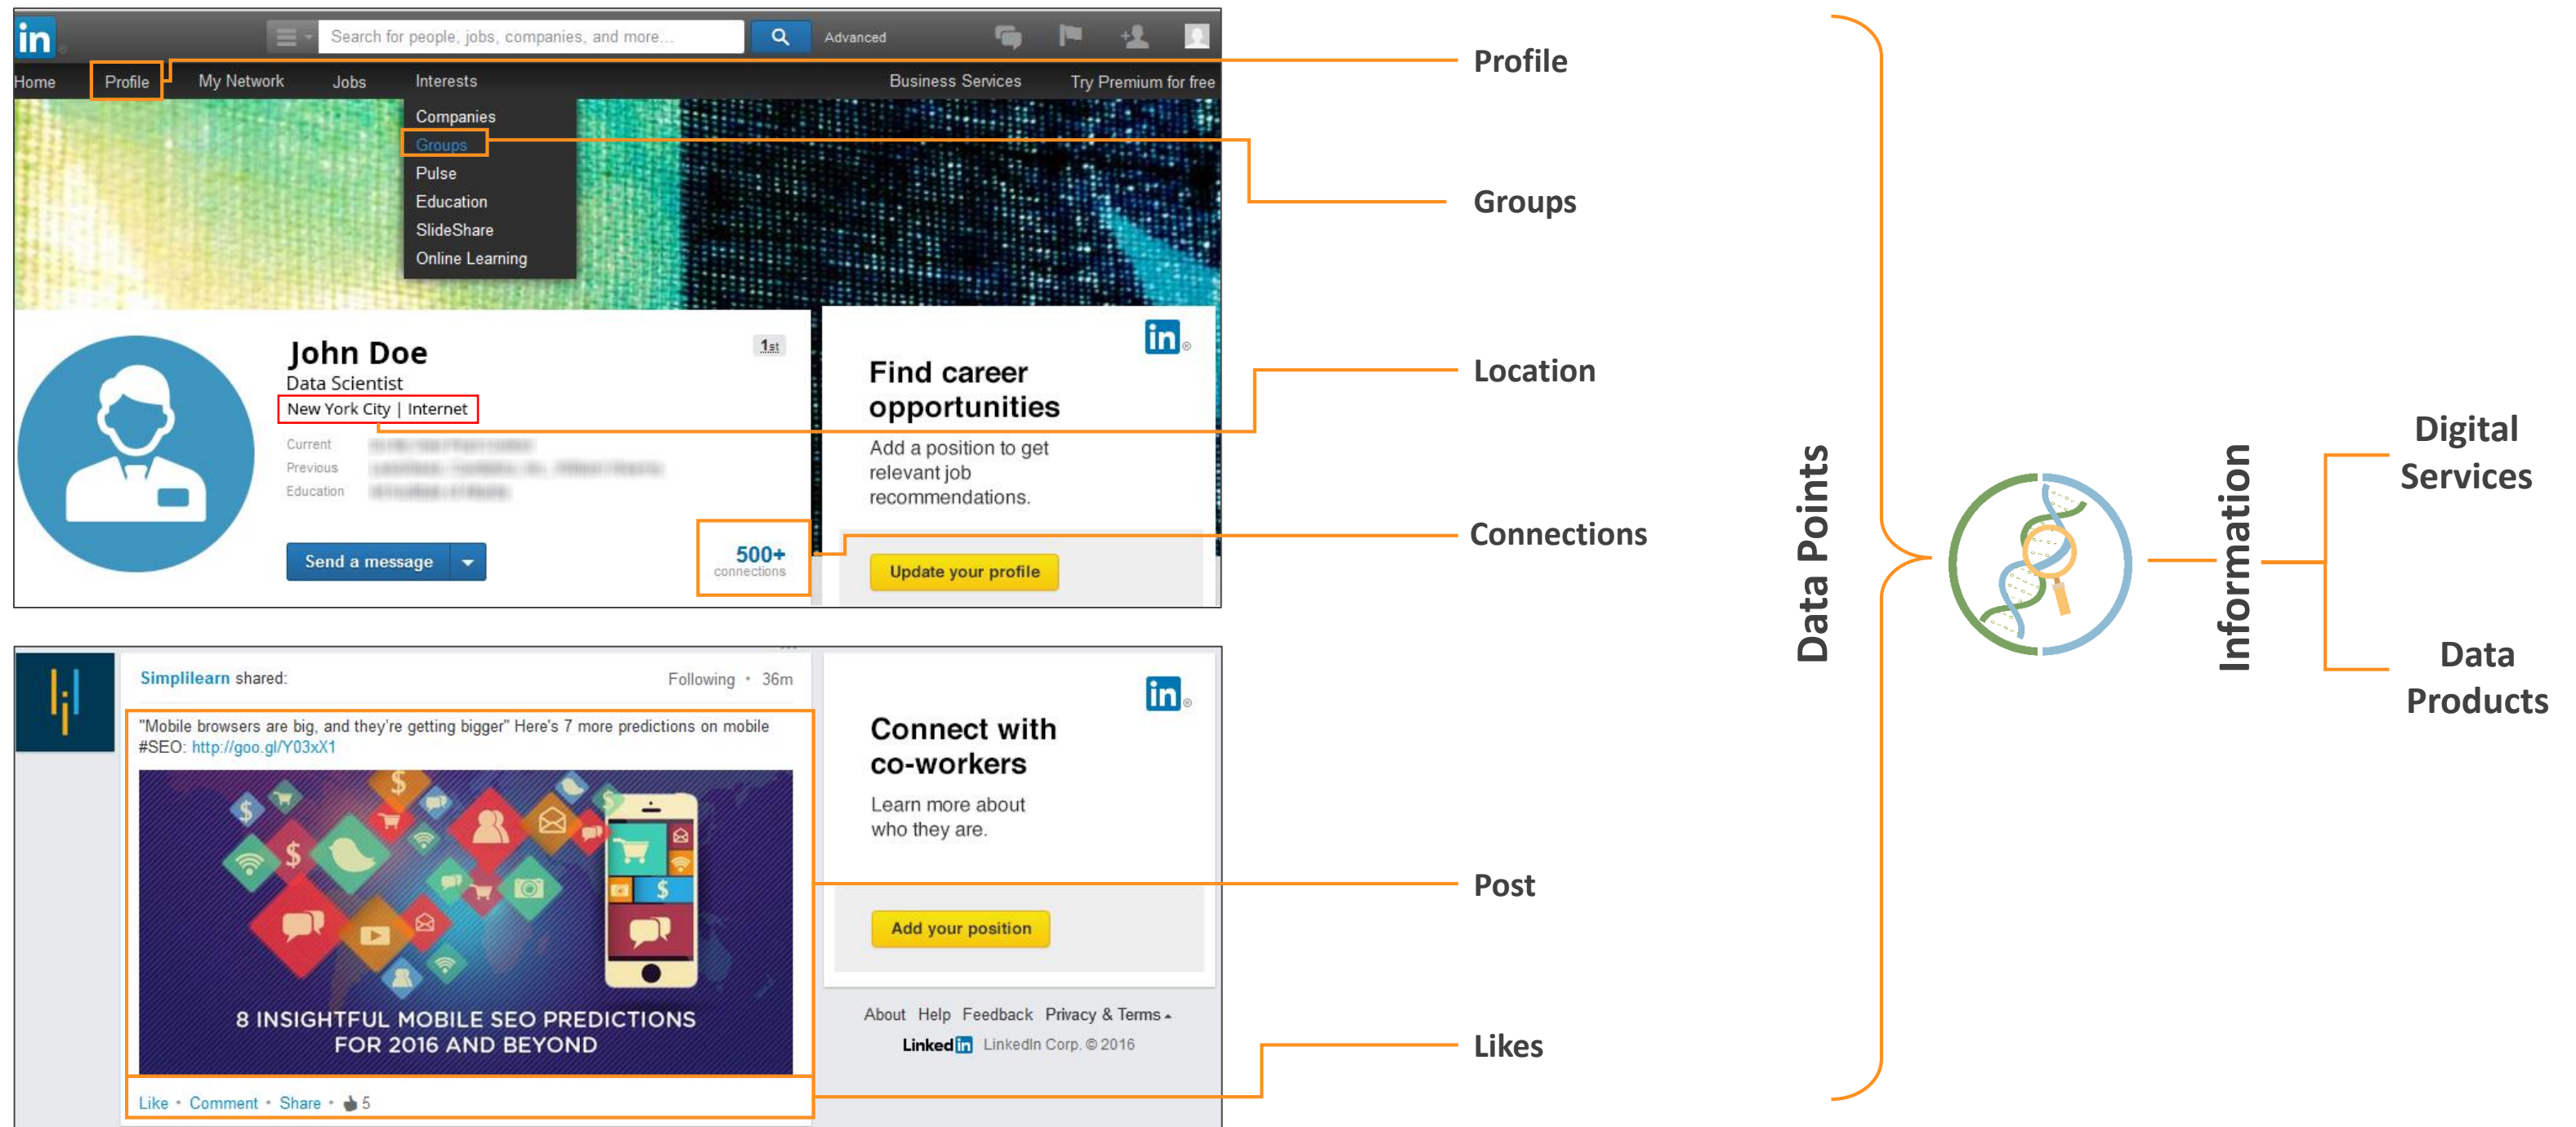 in
Search for people, jobs, companies, and more...
Advanced
Home Profile My Network Jobs Interests Business Services Try Premium for free
Companies
Groups
Pulse
Education
SlideShare
Online Learning
John Doe
1st
Data Scientist
New York City | Internet
Current
Previous
Education
Send a message
500+
connections
in
Find career
opportunities
Add a position to get
relevant job
recommendations.
Update your profile
Simplilearn shared:
Following • 36m
"Mobile browsers are big, and they're getting bigger" Here's 7 more predictions on mobile
#SEO: http://goo.gl/Y03xX1
8 INSIGHTFUL MOBILE SEO PREDICTIONS
FOR 2016 AND BEYOND
Like • Comment • Share • 5
in
Connect with
co-workers
Learn more about
who they are.
Add your position
About Help Feedback Privacy & Terms
Linkedin LinkedIn Corp. © 2016
Profile
Groups
Location
Connections
Post
Likes
Data Points
Information
Digital
Services
Data
Products